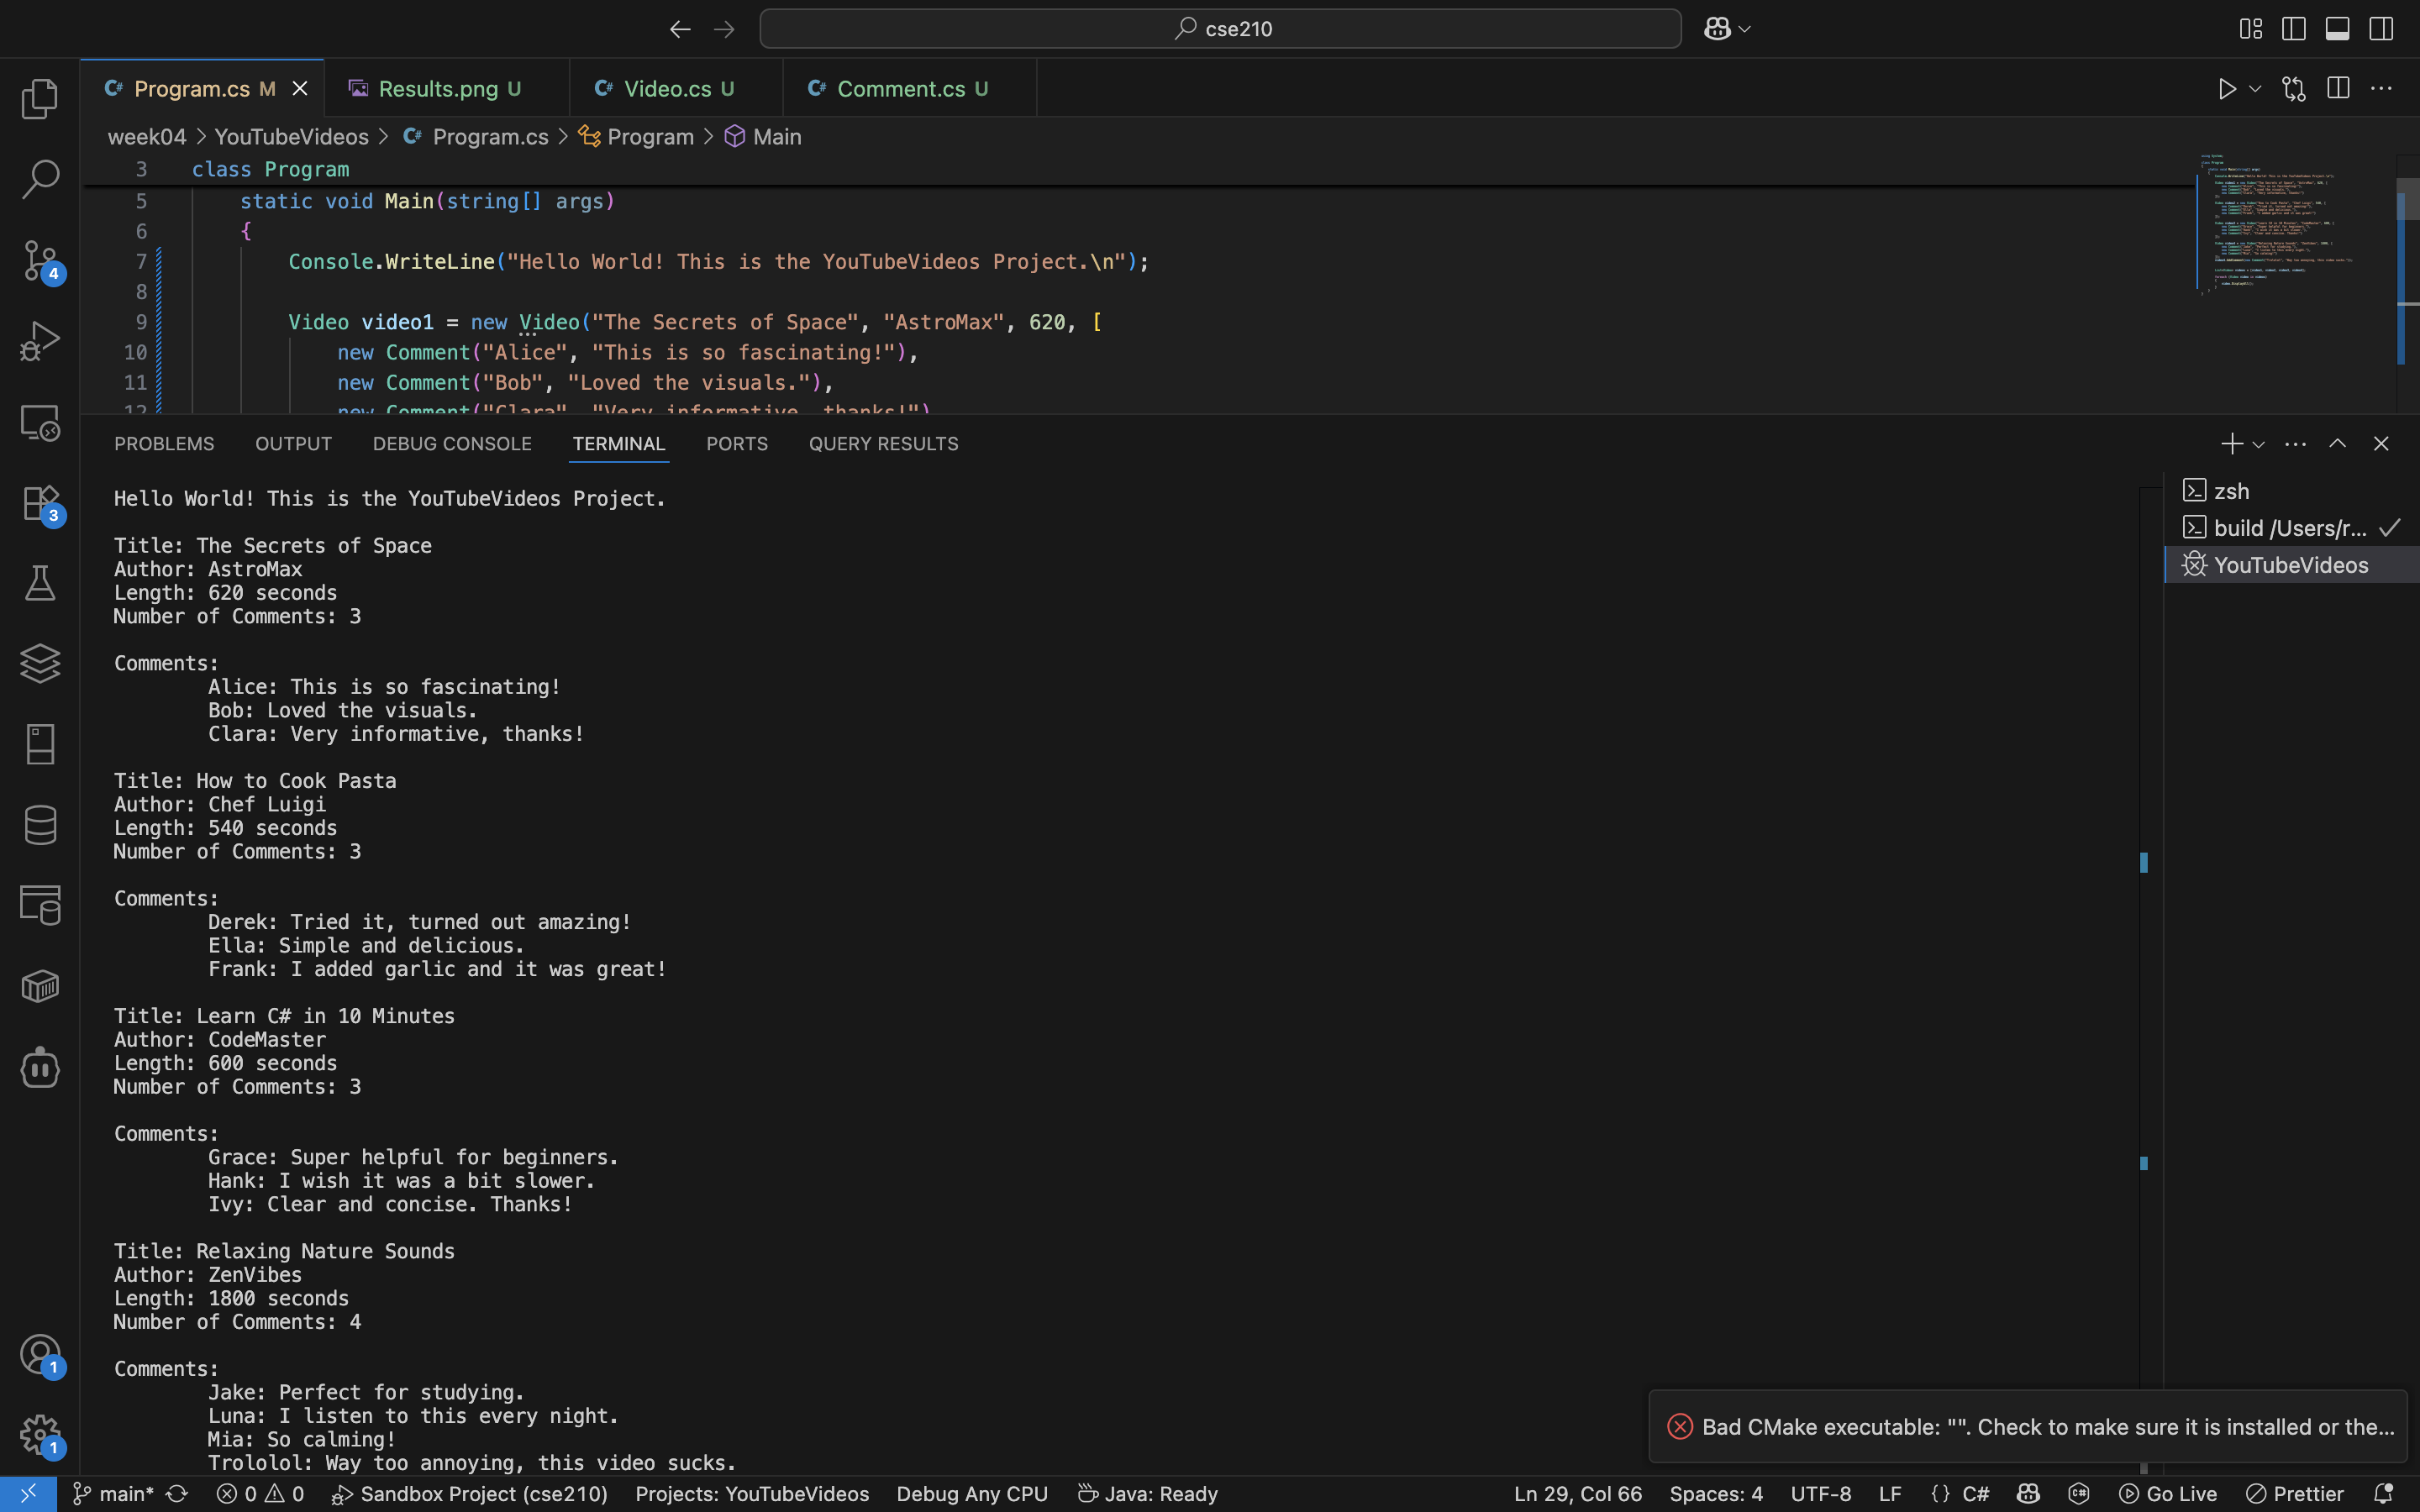 cse210
Program.cs M
Results.png U
Video.cs U
Comment.cs U
week04 > YouTubeVideos > Program.cs > Program > Main
3 class Program
5 static void Main(string[] args)
6 {
7 Console.WriteLine("Hello World! This is the YouTubeVideos Project.\n");
8
9 Video video1 = new Video("The Secrets of Space", "AstroMax", 620, [
10 new Comment("Alice", "This is so fascinating!"),
11 new Comment("Bob", "Loved the visuals."),
12 new Comment("Clara", "Very informative, thanks!")
4
3
PROBLEMS OUTPUT DEBUG CONSOLE TERMINAL PORTS QUERY RESULTS
zsh
build /Users/r...
YouTubeVideos
Hello World! This is the YouTubeVideos Project.
Title: The Secrets of Space
Author: AstroMax
Length: 620 seconds
Number of Comments: 3
Comments:
Alice: This is so fascinating!
Bob: Loved the visuals.
Clara: Very informative, thanks!
Title: How to Cook Pasta
Author: Chef Luigi
Length: 540 seconds
Number of Comments: 3
Comments:
Derek: Tried it, turned out amazing!
Ella: Simple and delicious.
Frank: I added garlic and it was great!
Title: Learn C# in 10 Minutes
Author: CodeMaster
Length: 600 seconds
Number of Comments: 3
Comments:
Grace: Super helpful for beginners.
Hank: I wish it was a bit slower.
Ivy: Clear and concise. Thanks!
Title: Relaxing Nature Sounds
Author: ZenVibes
Length: 1800 seconds
Number of Comments: 4
Comments:
Jake: Perfect for studying.
Luna: I listen to this every night.
Mia: So calming!
Trololol: Way too annoying, this video sucks.
1
1
Bad CMake executable: "". Check to make sure it is installed or the...
main* 0 0 Sandbox Project (cse210) Projects: YouTubeVideos Debug Any CPU Java: Ready Ln 29, Col 66 Spaces: 4 UTF-8 LF {} C# Go Live Prettier